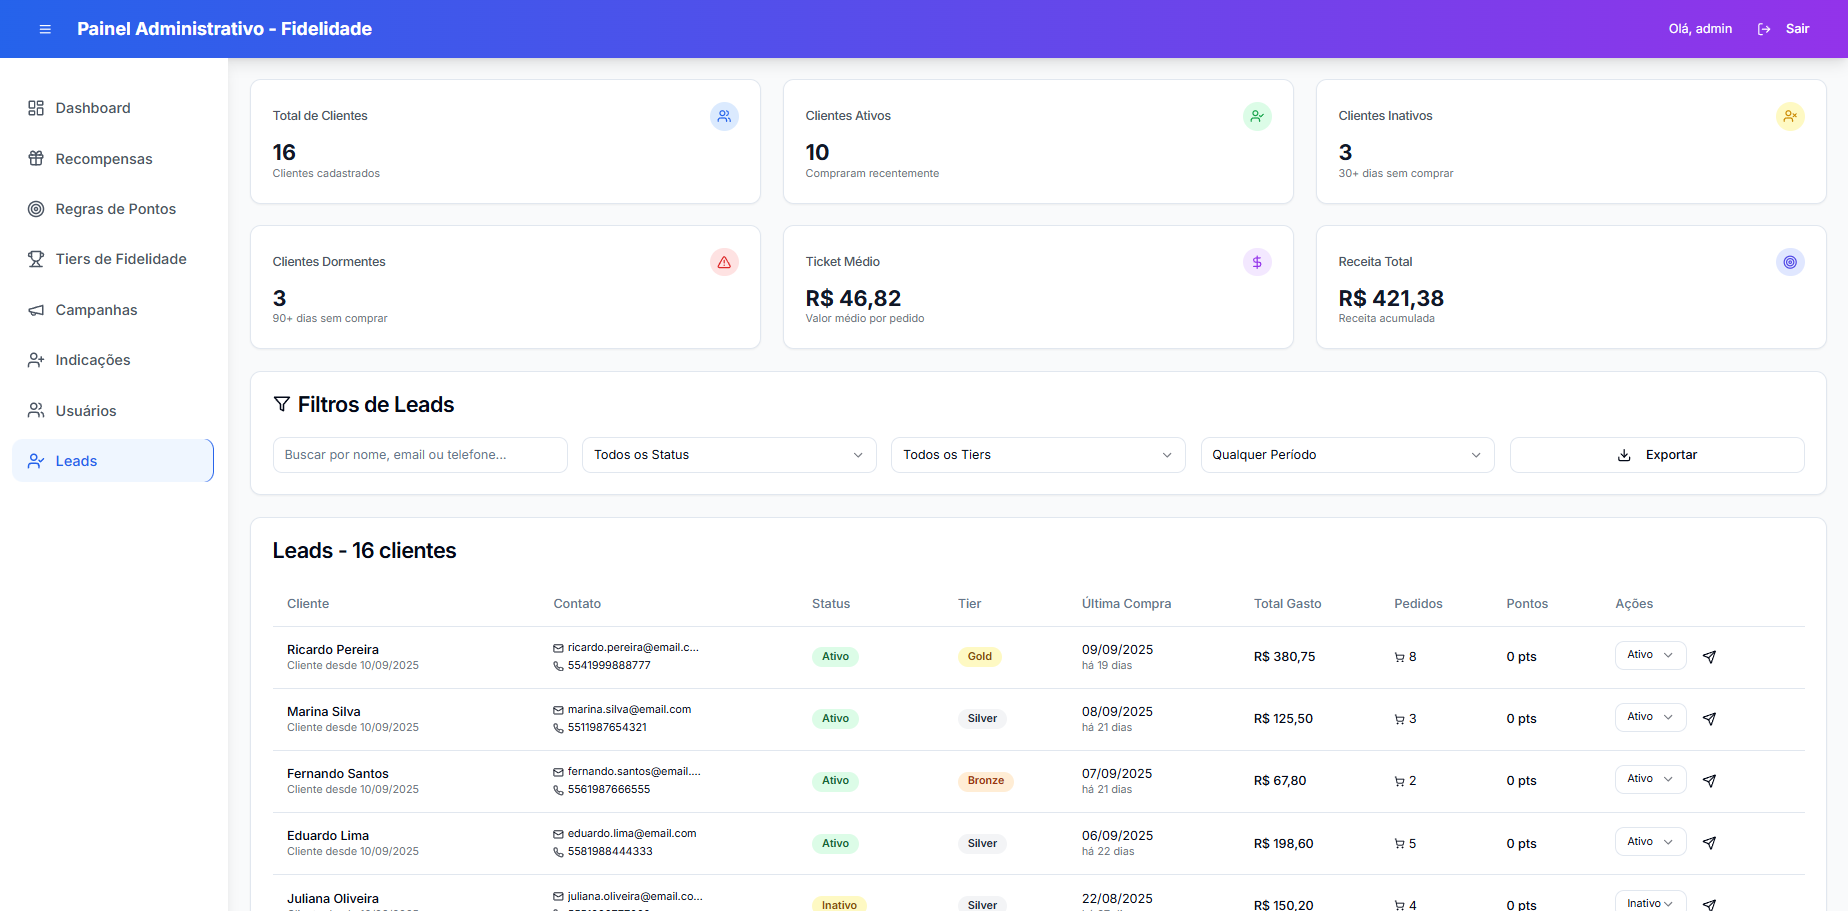 Painel Administrativo - Fidelidade
Olá, admin
Sair
Dashboard
Recompensas
Regras de Pontos
Tiers de Fidelidade
Campanhas
Indicações
Usuários
Leads
Total de Clientes
16
Clientes cadastrados
Clientes Ativos
10
Compraram recentemente
Clientes Inativos
3
30+ dias sem comprar
Clientes Dormentes
3
90+ dias sem comprar
Ticket Médio
R$ 46,82
Valor médio por pedido
Receita Total
R$ 421,38
Receita acumulada
Filtros de Leads
Buscar por nome, email ou telefone...
Todos os Status
Todos os Tiers
Qualquer Período
Exportar
Leads - 16 clientes
Cliente Contato Status Tier Última Compra Total Gasto Pedidos Pontos Ações
Ricardo Pereira
Cliente desde 10/09/2025
ricardo.pereira@email.c...
5541999888777
Ativo
Gold
09/09/2025
há 19 dias
R$ 380,75
8
0 pts
Ativo
Marina Silva
Cliente desde 10/09/2025
marina.silva@email.com
5511987654321
Ativo
Silver
08/09/2025
há 21 dias
R$ 125,50
3
0 pts
Ativo
Fernando Santos
Cliente desde 10/09/2025
fernando.santos@email....
5561987666555
Ativo
Bronze
07/09/2025
há 21 dias
R$ 67,80
2
0 pts
Ativo
Eduardo Lima
Cliente desde 10/09/2025
eduardo.lima@email.com
5581988444333
Ativo
Silver
06/09/2025
há 22 dias
R$ 198,60
5
0 pts
Ativo
Juliana Oliveira
juliana.oliveira@email.co...
Inativo
Silver
22/08/2025
R$ 150,20
4
0 pts
Inativo